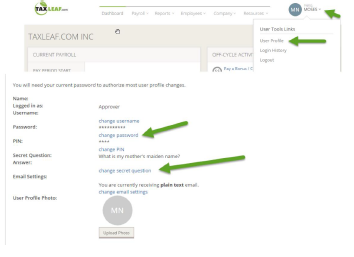 TAXLEAF.com
Dashboard Payroll Reports Employees Company Resources
MN
MOSES
TAXLEAF.COM INC
User Tools Links
CURRENT PAYROLL
OFF-CYCLE ACTIVITY
User Profile
Pay a Bonus
Login History
Logout
You will need your current password to authorize most user profile changes.
Name:
Logged in as: Approver
Username:
change username
Password: **********
change password
PIN: ****
change PIN
Secret Question: What is my mother's maiden name?
Answer:
change secret question
Email Settings:
You are currently receiving plain text email.
change email settings
User Profile Photo:
MN
Upload Photo